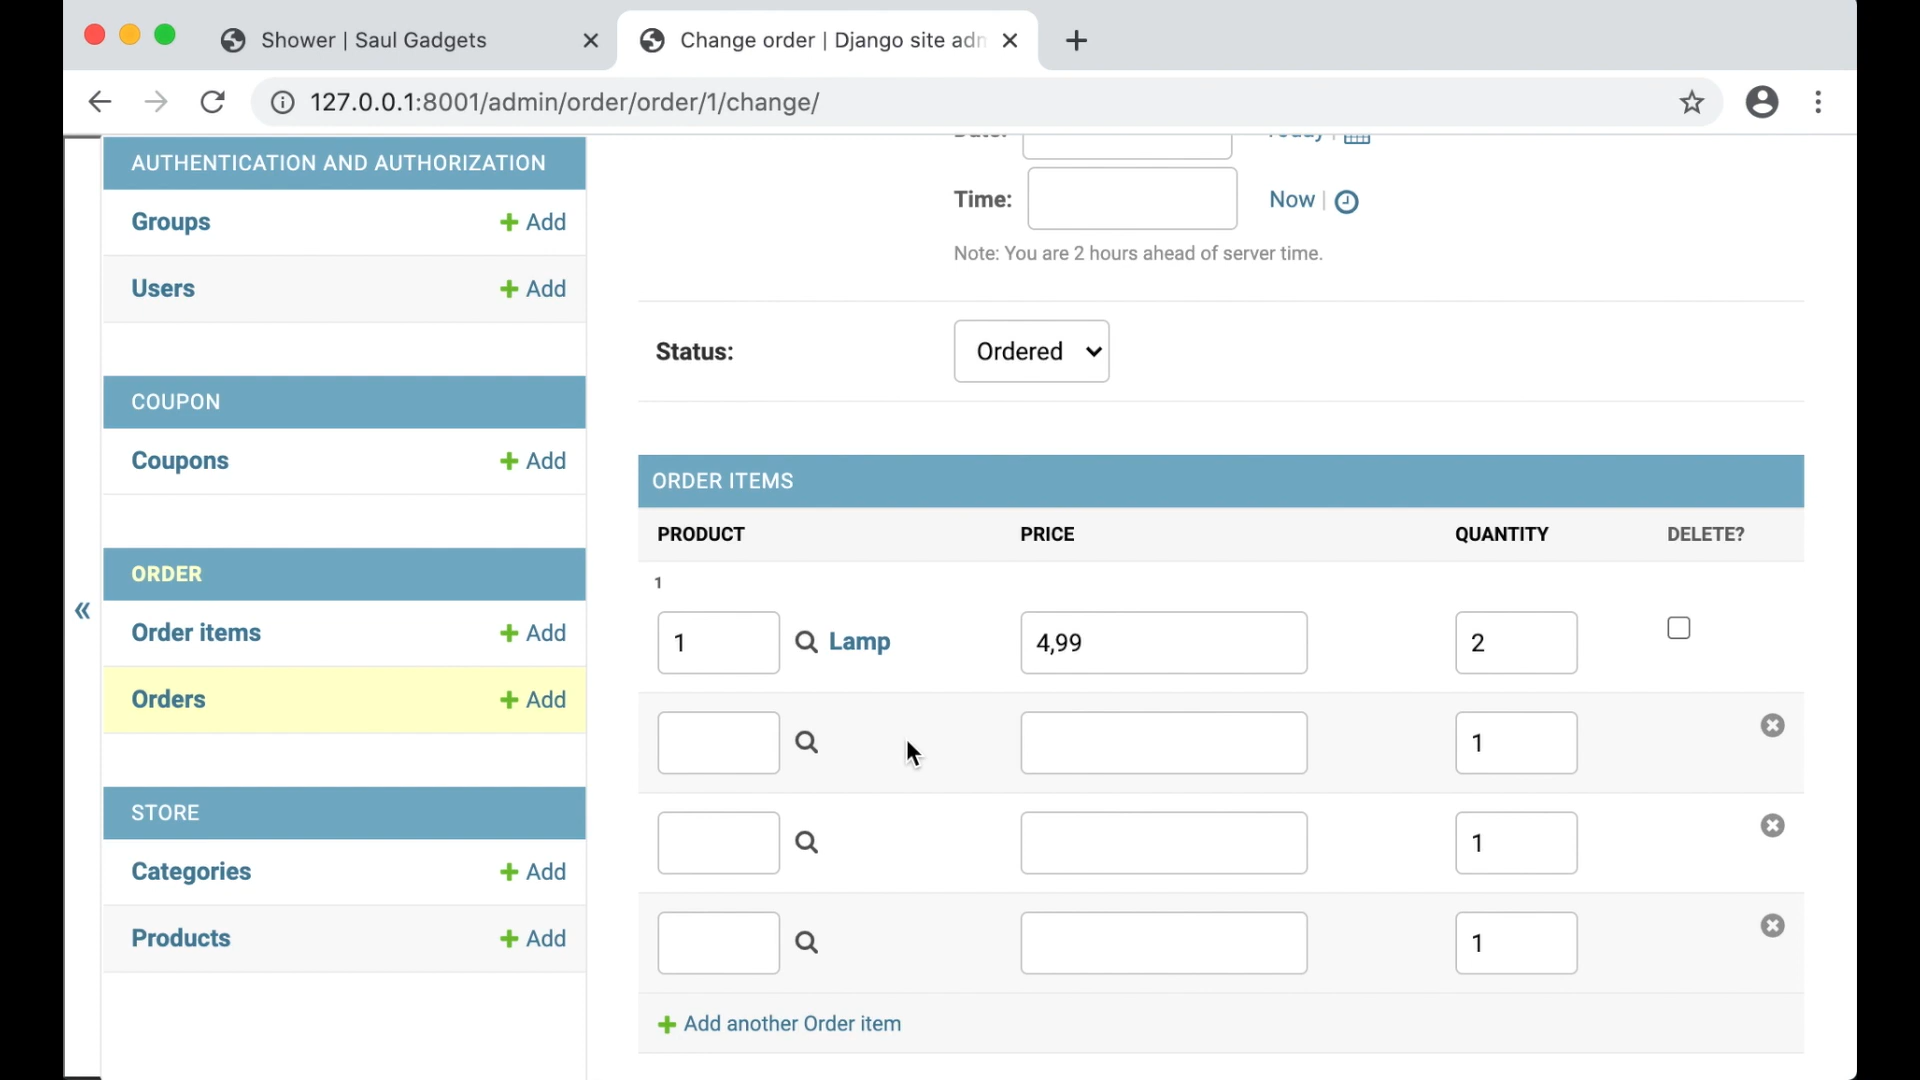 Shower | Saul Gadgets
Change order | Django site adn
127.0.0.1:8001/admin/order/order/1/change/
AUTHENTICATION AND AUTHORIZATION
Groups
Add
Users
Add
COUPON
Coupons
Add
ORDER
Order items
Add
Orders
Add
STORE
Categories
Add
Products
Add
«
Date:
Today |
Time:
Now |
Note: You are 2 hours ahead of server time.
Status:
Ordered
ORDER ITEMS
PRODUCT PRICE QUANTITY DELETE?
1
1 Lamp 4,99 2
1
1
1
Add another Order item